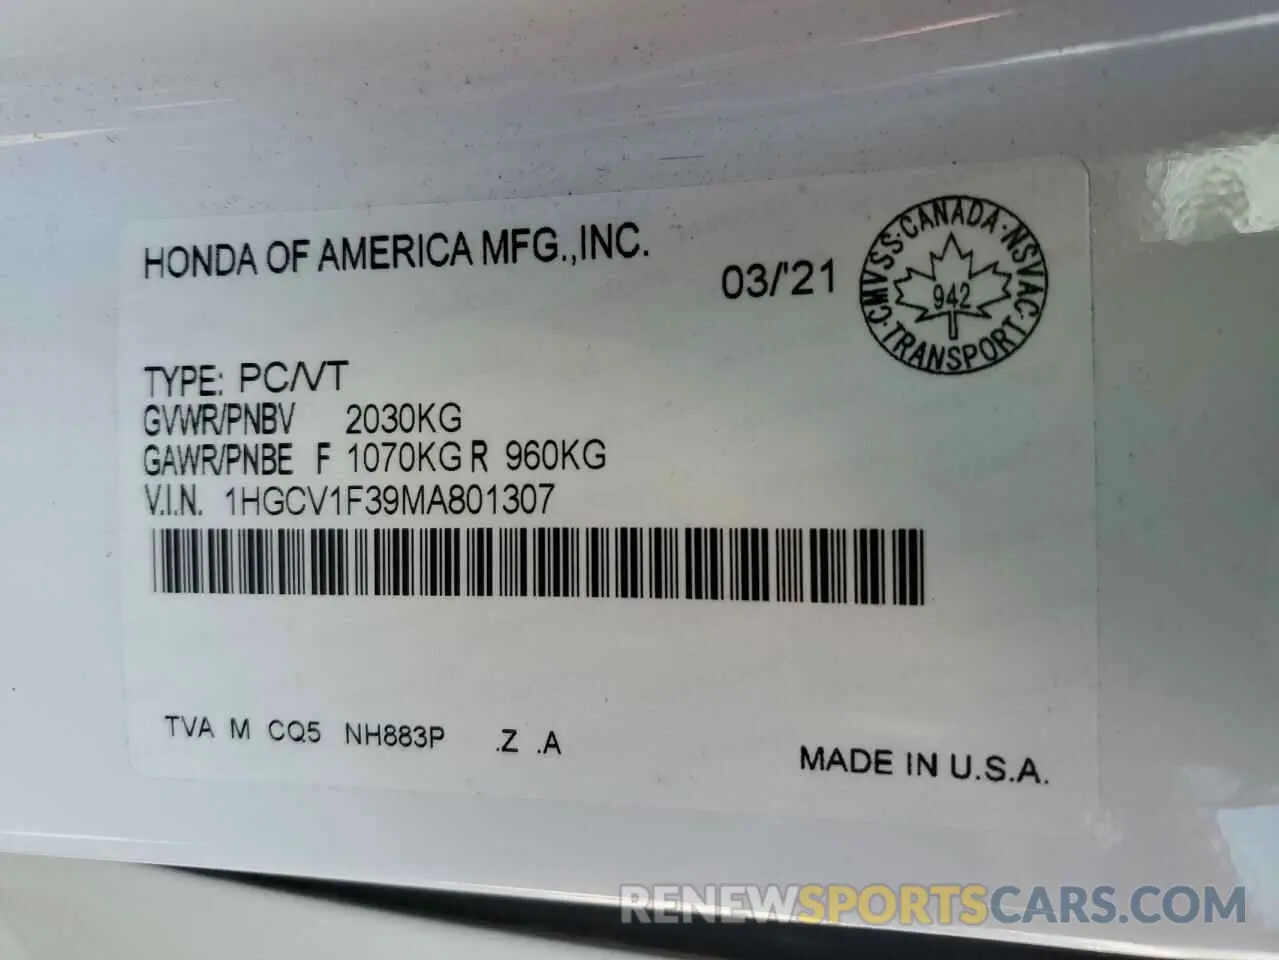 HONDA OF AMERICA MFG.,INC.
03/'21
CMVSS·CANADA·NSVAC·TRANSPORT·
942
TYPE: PC/VT
GVWR/PNBV 2030KG
GAWR/PNBE F 1070KG R 960KG
V.I.N. 1HGCV1F39MA801307
TVA M CQ5 NH883P .Z .A
MADE IN U.S.A.
RENEWSPORTSCARS.COM